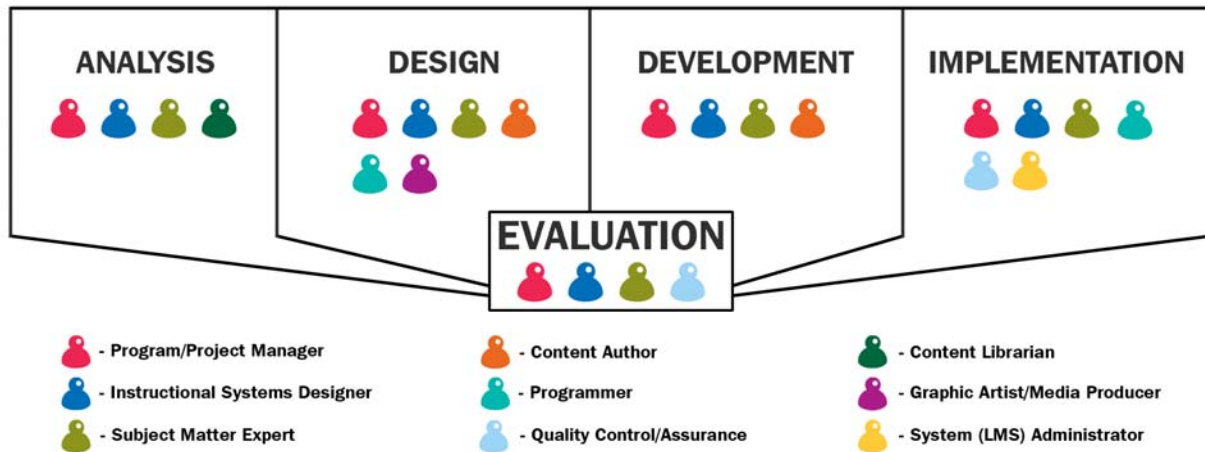 ANALYSIS
DESIGN
DEVELOPMENT
IMPLEMENTATION
EVALUATION
- Program/Project Manager
- Content Author
- Content Librarian
- Instructional Systems Designer
- Programmer
- Graphic Artist/Media Producer
- Subject Matter Expert
- Quality Control/Assurance
- System (LMS) Administrator